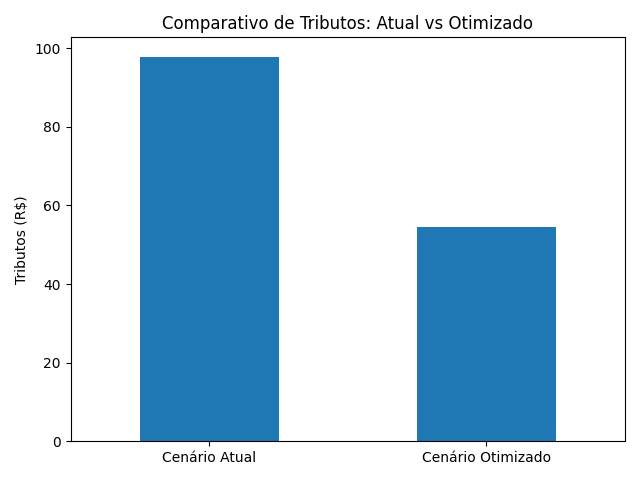 Comparativo de Tributos: Atual vs Otimizado
Tributos (R$)
100
80
60
40
20
0
Cenário Atual
Cenário Otimizado